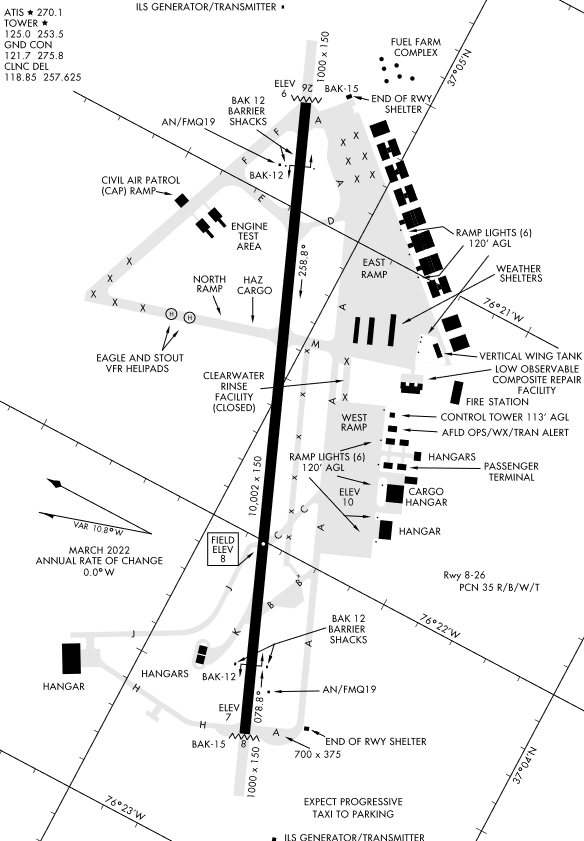 ILS GENERATOR/TRANSMITTER
ATIS ★ 270.1
TOWER ★
125.0 253.5
GND CON
121.7 275.8
CLNC DEL
118.85 257.625
1000 x 150
FUEL FARM
COMPLEX
37°05'N
ELEV
6
26
BAK-15
END OF RWY
SHELTER
BAK 12
BARRIER
SHACKS
AN/FMQ19
A
F
F
X
X
X
X
X
X
BAK-12
A
CIVIL AIR PATROL
(CAP) RAMP
E
D
ENGINE
TEST
AREA
RAMP LIGHTS (6)
120' AGL
258.8°
EAST
RAMP
WEATHER
SHELTERS
X
X
X
X
X
NORTH
RAMP
HAZ
CARGO
A
76°21'W
H
H
EAGLE AND STOUT
VFR HELIPADS
x
M
VERTICAL WING TANK
X
LOW OBSERVABLE
COMPOSITE REPAIR
FACILITY
CLEARWATER
RINSE
FACILITY
(CLOSED)
x
A
X
FIRE STATION
x
WEST
RAMP
CONTROL TOWER 113' AGL
AFLD OPS/WX/TRAN ALERT
RAMP LIGHTS (6)
120' AGL
HANGARS
PASSENGER
TERMINAL
10,002 x 150
x
ELEV
10
CARGO
HANGAR
x
C
A
HANGAR
C
x
VAR 10.8°W
MARCH 2022
ANNUAL RATE OF CHANGE
0.0°W
FIELD
ELEV
8
Rwy 8-26
PCN 35 R/B/W/T
J
B+
B
76°22'W
K
BAK 12
BARRIER
SHACKS
J
A
HANGARS
BAK-12
HANGAR
H
078.8°
AN/FMQ19
ELEV
7
H
A
BAK-15
8
END OF RWY SHELTER
700 x 375
1000 x 150
37°04'N
76°23'W
EXPECT PROGRESSIVE
TAXI TO PARKING
ILS GENERATOR/TRANSMITTER